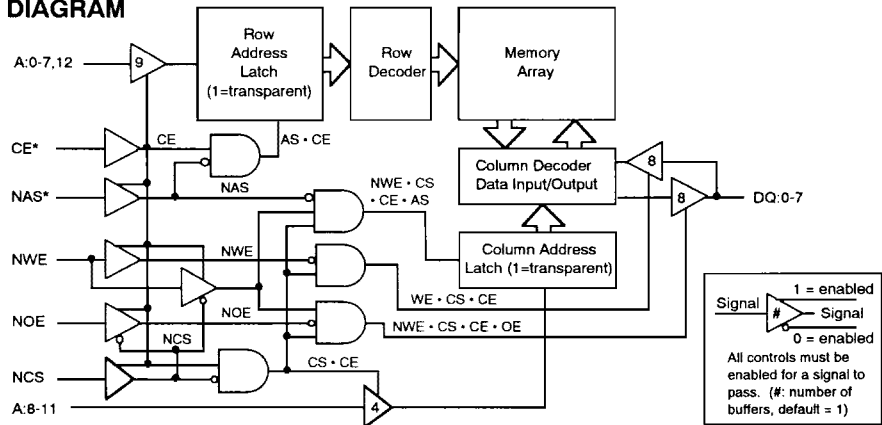 DIAGRAM
A:0-7,12
9
Row
Address
Latch
(1=transparent)
Row
Decoder
Memory
Array
CE*
CE
AS • CE
NAS*
NAS
Column Decoder
Data Input/Output
8
8
DQ:0-7
NWE • CS
• CE • AS
NWE
NWE
Column Address
Latch (1=transparent)
WE • CS • CE
NOE
NOE
NWE • CS • CE • OE
NCS
NCS
CS • CE
A:8-11
4
Signal
#
1 = enabled
Signal
0 = enabled
All controls must be
enabled for a signal to
pass. (#: number of
buffers, default = 1)